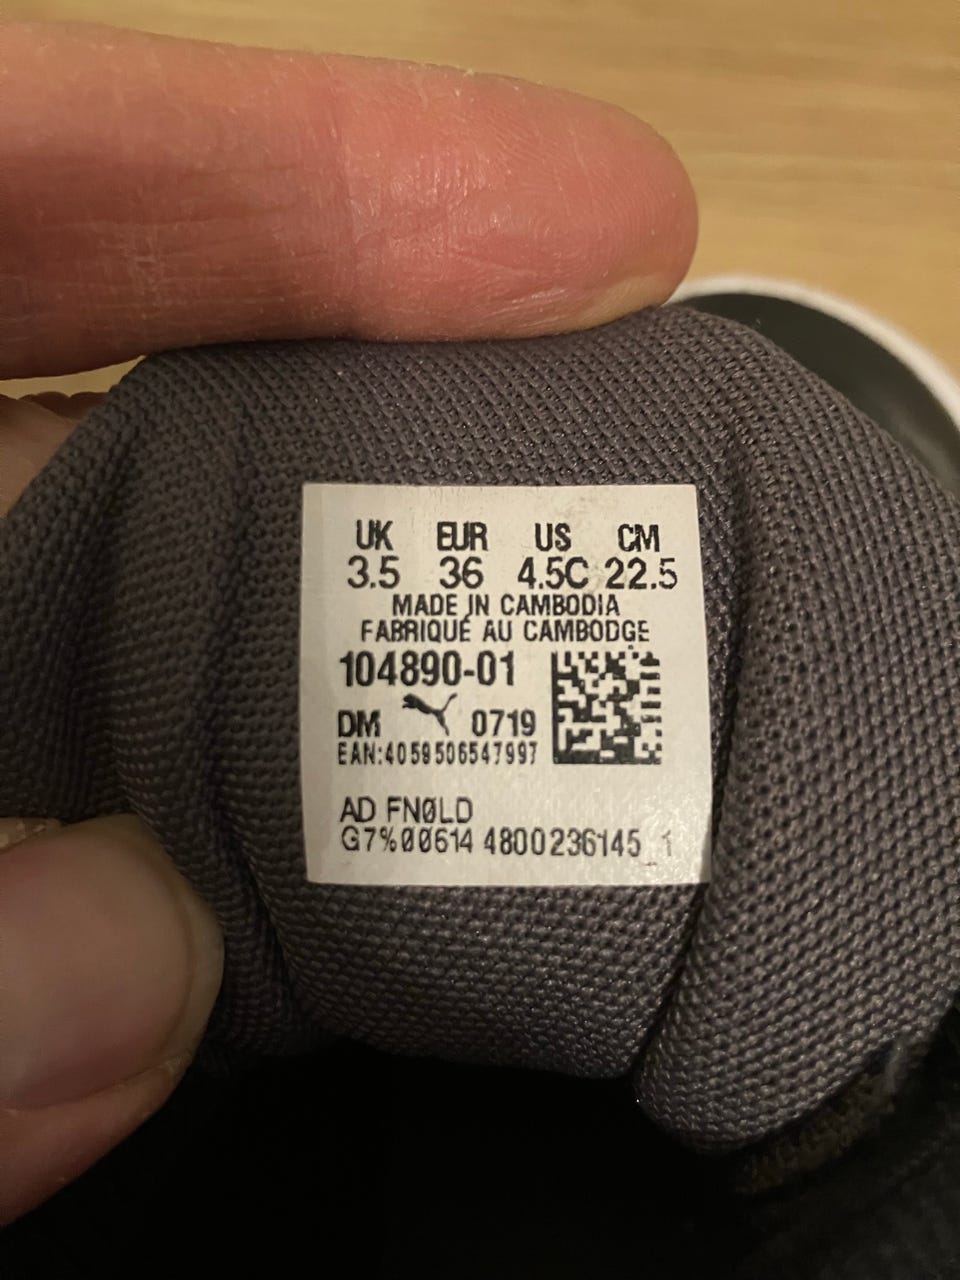 UK EUR US CM
3.5 36 4.5C 22.5
MADE IN CAMBODIA
FABRIQUÉ AU CAMBODGE
104890-01
DM 0719
EAN:4059506547997
AD FNØLD
G7%00614 4800236145_1